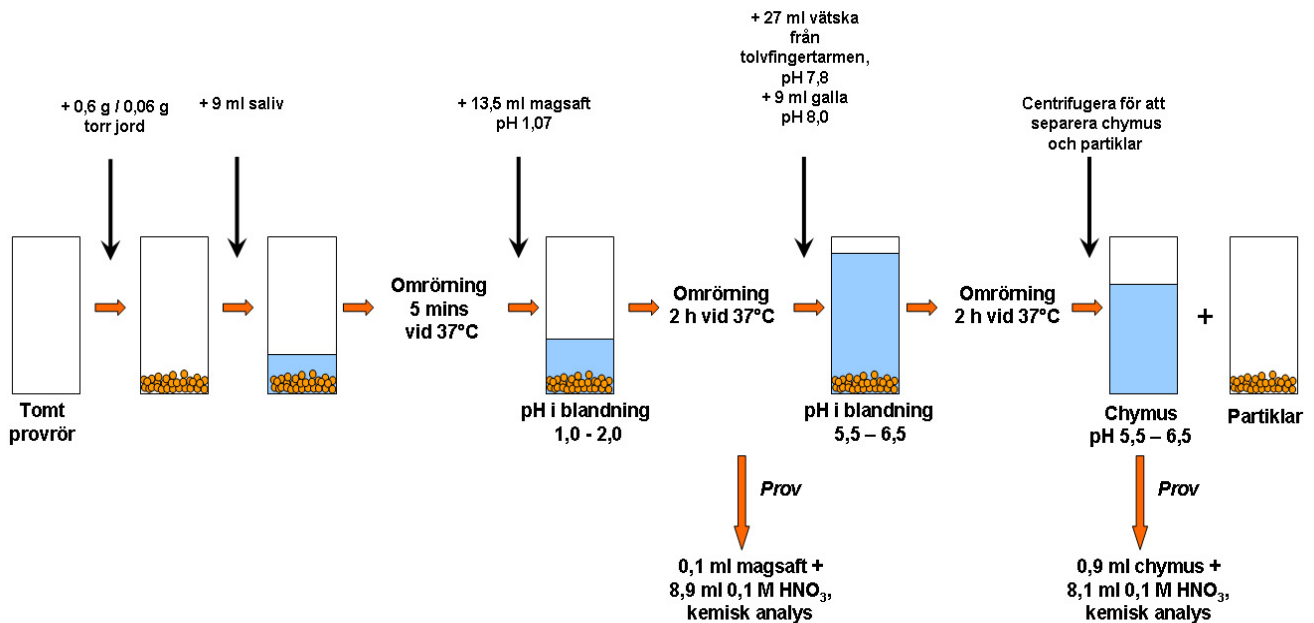 + 0,6 g / 0,06 g
torr jord
+ 9 ml saliv
+ 13,5 ml magsaft
pH 1,07
+ 27 ml vätska
från
tolvfingertarmen,
pH 7,8
+ 9 ml galla
pH 8,0
Centrifugera för att
separera chymus
och partiklar
Omrörning
5 mins
vid 37°C
Omrörning
2 h vid 37°C
Omrörning
2 h vid 37°C
+
Tomt
provrör
pH i blandning
1,0 - 2,0
pH i blandning
5,5 – 6,5
Chymus
pH 5,5 – 6,5
Partiklar
Prov
Prov
0,1 ml magsaft +
8,9 ml 0,1 M HNO₃,
kemisk analys
0,9 ml chymus +
8,1 ml 0,1 M HNO₃,
kemisk analys